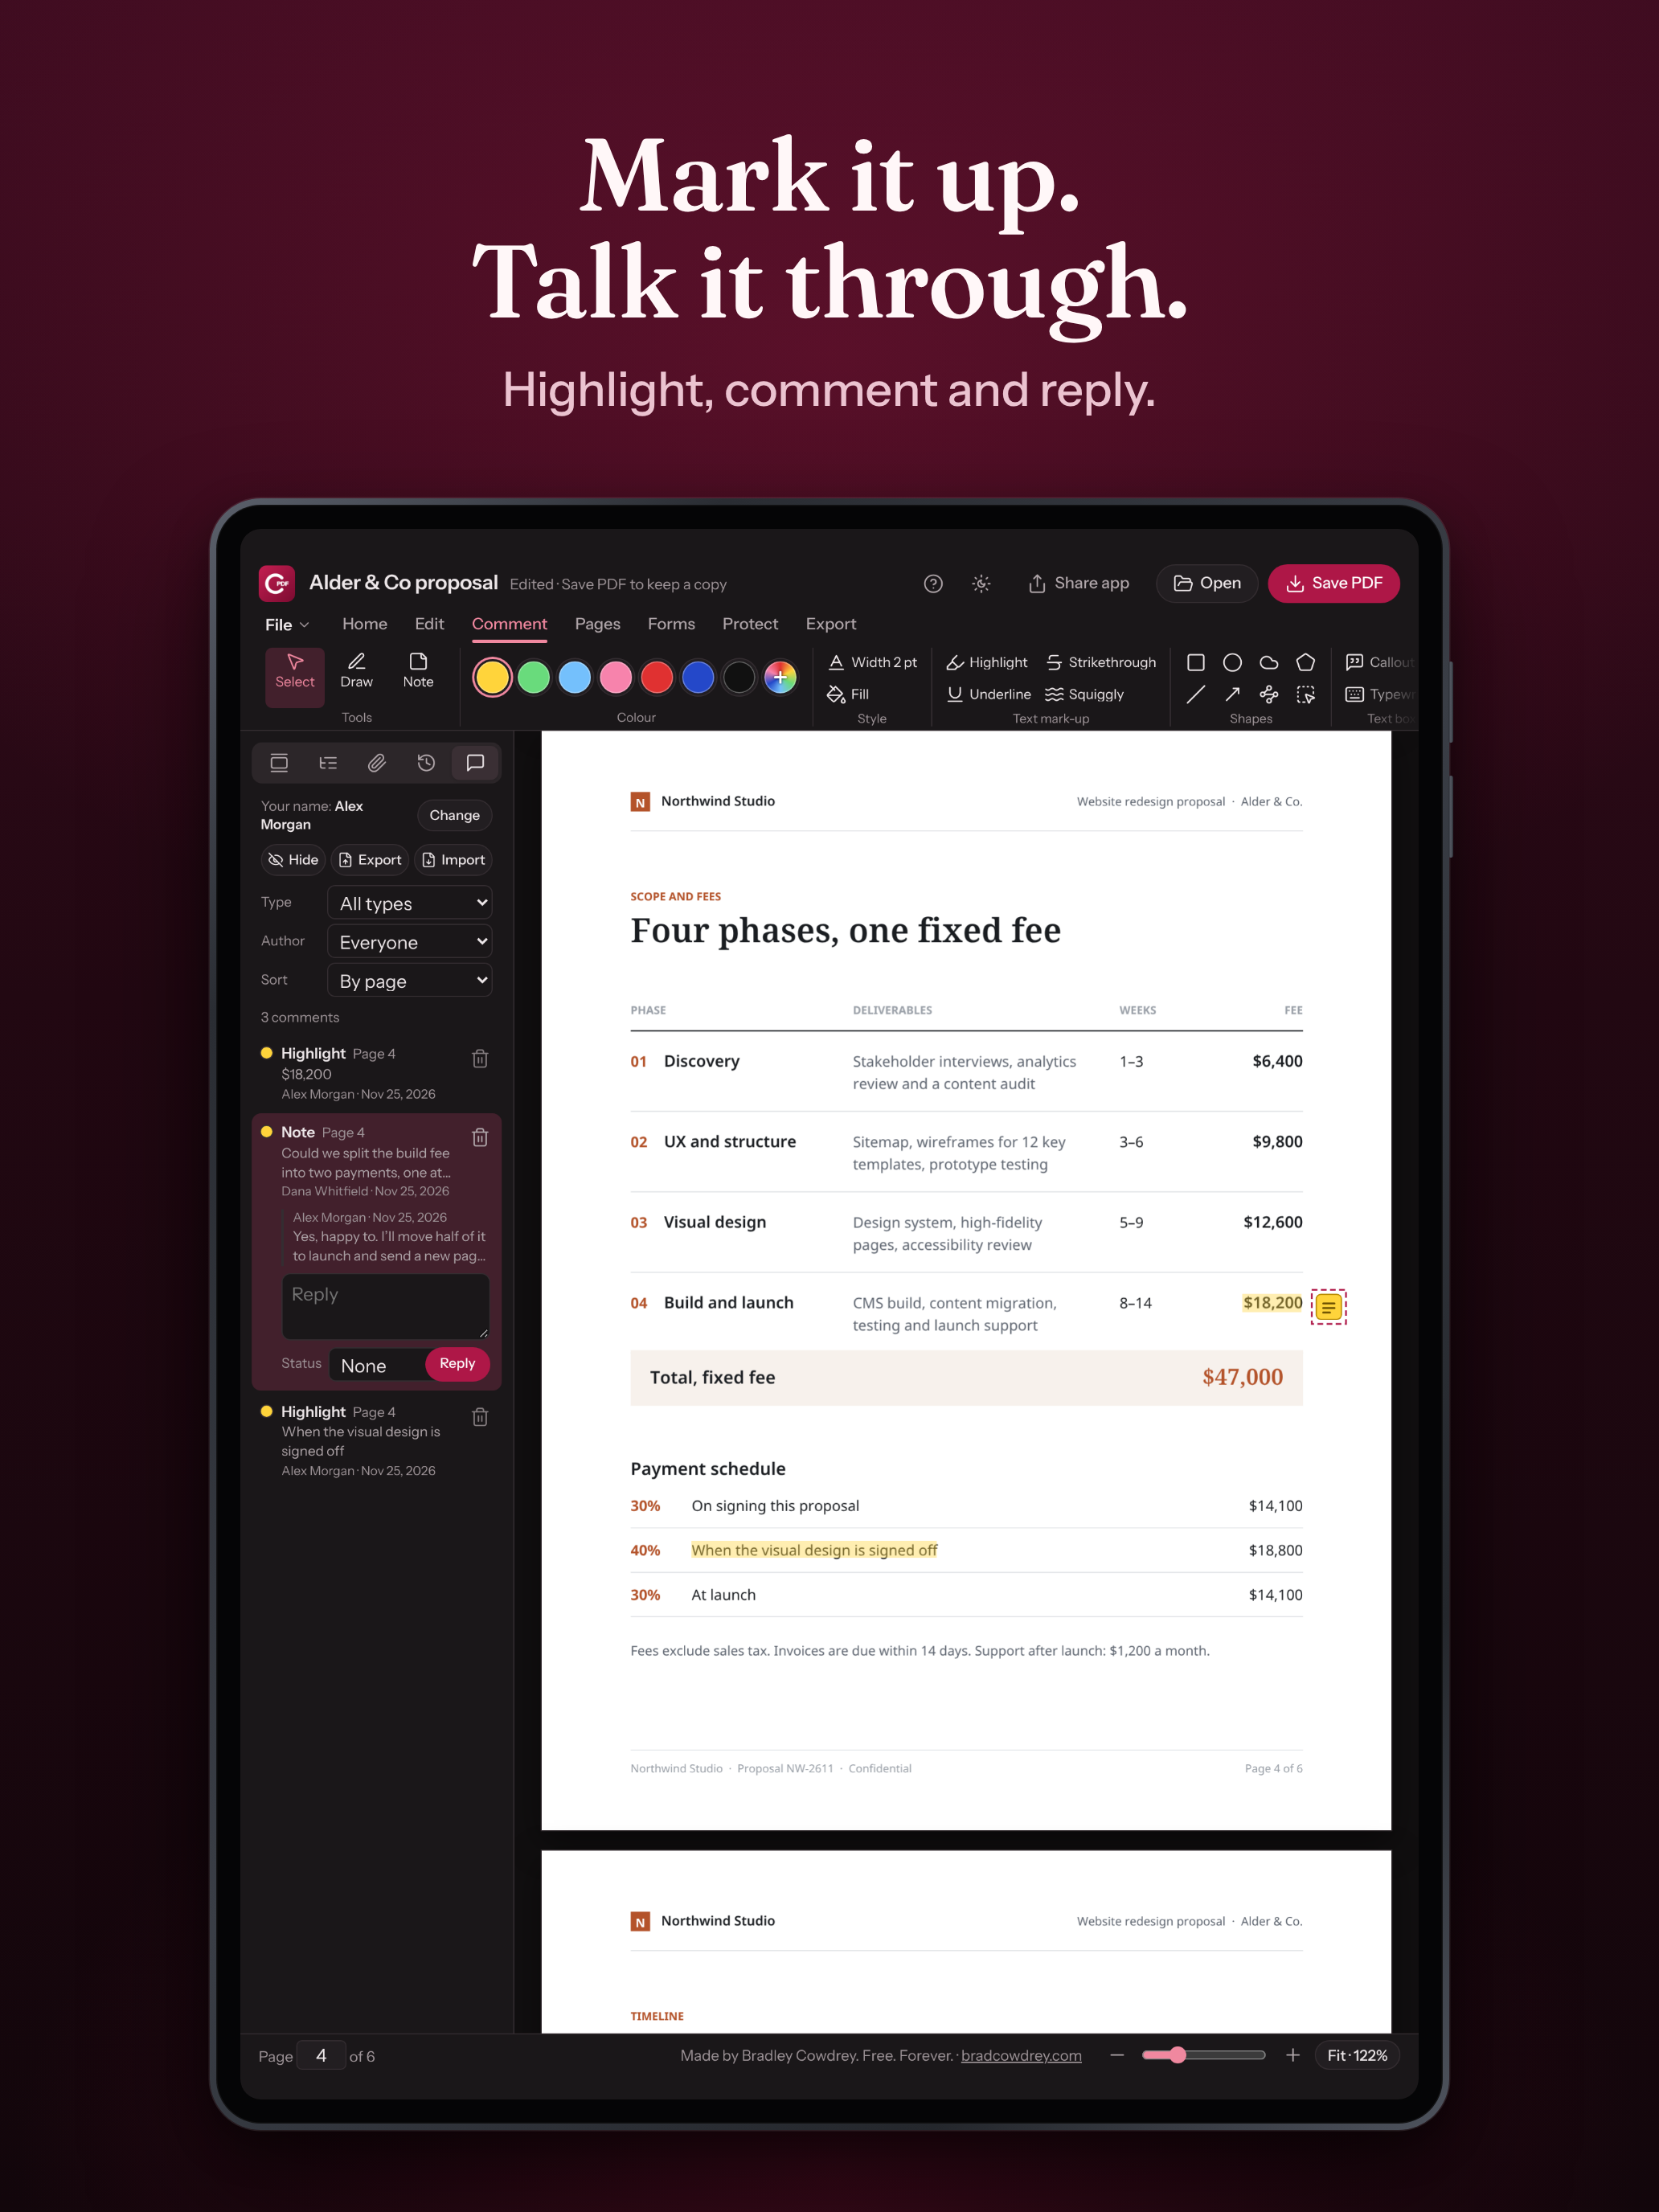 Mark it up.
Talk it through.
Highlight, comment and reply.
PDF
Alder & Co proposal
Edited · Save PDF to keep a copy
Share app
Open
Save PDF
File
Home
Edit
Comment
Pages
Forms
Protect
Export
Select
Draw
Note
Tools
Colour
Width 2 pt
Fill
Style
Highlight
Strikethrough
Underline
Squiggly
Text mark-up
Shapes
Callout
Typewr
Text box
Your name: Alex
Morgan
Change
Hide
Export
Import
Type
All types
Author
Everyone
Sort
By page
3 comments
Highlight Page 4
$18,200
Alex Morgan · Nov 25, 2026
Note Page 4
Could we split the build fee
into two payments, one at…
Dana Whitfield · Nov 25, 2026
Alex Morgan · Nov 25, 2026
Yes, happy to. I'll move half of it
to launch and send a new pag…
Reply
Status
None
Reply
Highlight Page 4
When the visual design is
signed off
Alex Morgan · Nov 25, 2026
N Northwind Studio
Website redesign proposal · Alder & Co.
SCOPE AND FEES
Four phases, one fixed fee
PHASE DELIVERABLES WEEKS FEE
01 Discovery Stakeholder interviews, analytics 1–3 $6,400
review and a content audit
02 UX and structure Sitemap, wireframes for 12 key 3–6 $9,800
templates, prototype testing
03 Visual design Design system, high-fidelity 5–9 $12,600
pages, accessibility review
04 Build and launch CMS build, content migration, 8–14 $18,200
testing and launch support
Total, fixed fee $47,000
Payment schedule
30% On signing this proposal $14,100
40% When the visual design is signed off $18,800
30% At launch $14,100
Fees exclude sales tax. Invoices are due within 14 days. Support after launch: $1,200 a month.
Northwind Studio · Proposal NW-2611 · Confidential
Page 4 of 6
N Northwind Studio
Website redesign proposal · Alder & Co.
TIMELINE
Page 4 of 6
Made by Bradley Cowdrey. Free. Forever. · bradcowdrey.com
Fit · 122%